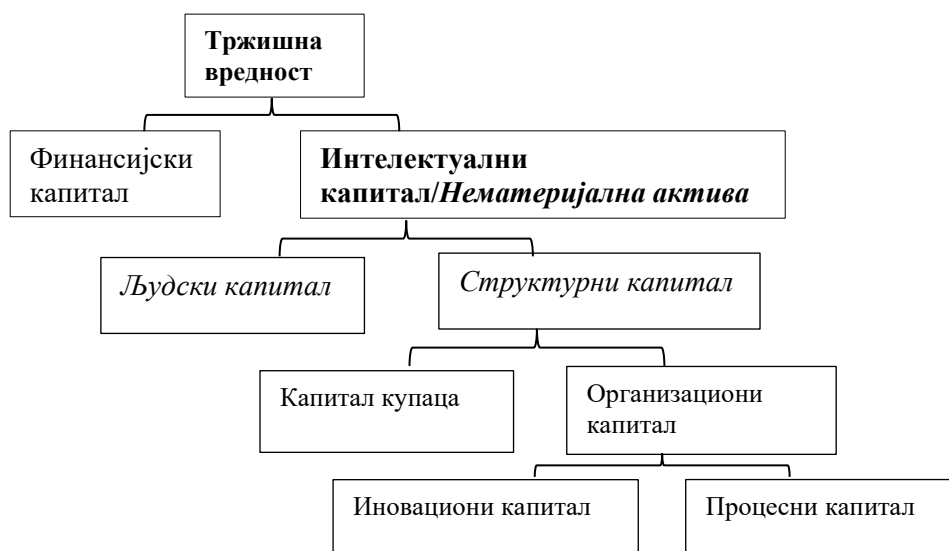 Тржишна
вредност
Финансијски
капитал
Интелектуални
капитал/Нематеријална актива
Људски капитал
Структурни капитал
Капитал купаца
Организациони
капитал
Иновациони капитал
Процесни капитал